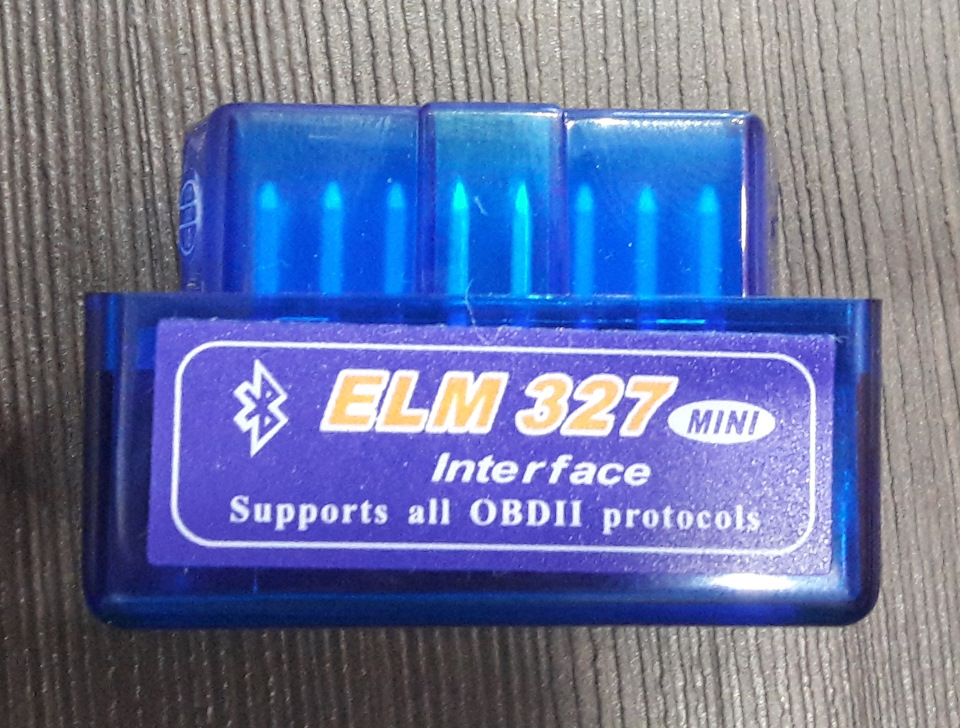 ELM 327 MINI
Interface
Supports all OBDII protocols